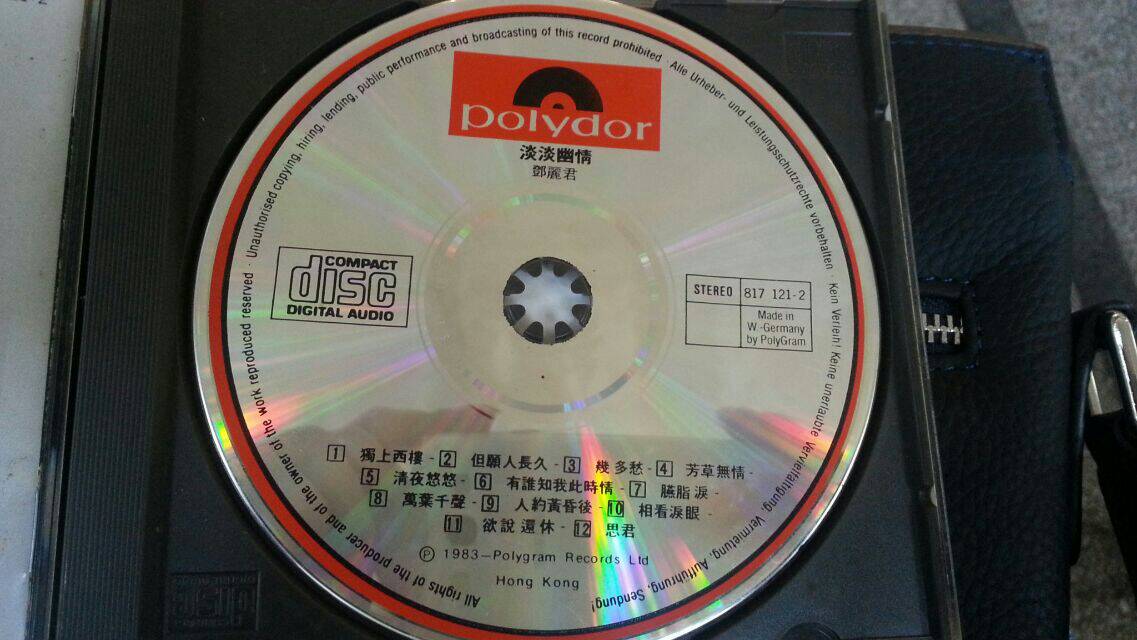 polydor
淡淡幽情
鄧麗君
COMPACT
disc
DIGITAL AUDIO
STEREO 817 121-2
Made in
W.-Germany
by PolyGram
1 獨上西樓 - 2 但願人長久 - 3 幾多愁 - 4 芳草無情 -
5 清夜悠悠 - 6 有誰知我此時情 - 7 臙脂淚 -
8 萬葉千聲 - 9 人約黃昏後 - 10 相看淚眼 -
11 欲說還休 - 12 思君
Ⓟ 1983—Polygram Records Ltd
Hong Kong
All rights of the producer and of the owner of the work reproduced reserved · Unauthorised copying, hiring, lending, public performance and broadcasting of this record prohibited · Alle Urheber- und Leistungsschutzrechte vorbehalten · Kein Verleih! Keine unerlaubte Vervielfältigung, Vermietung, Aufführung, Sendung!